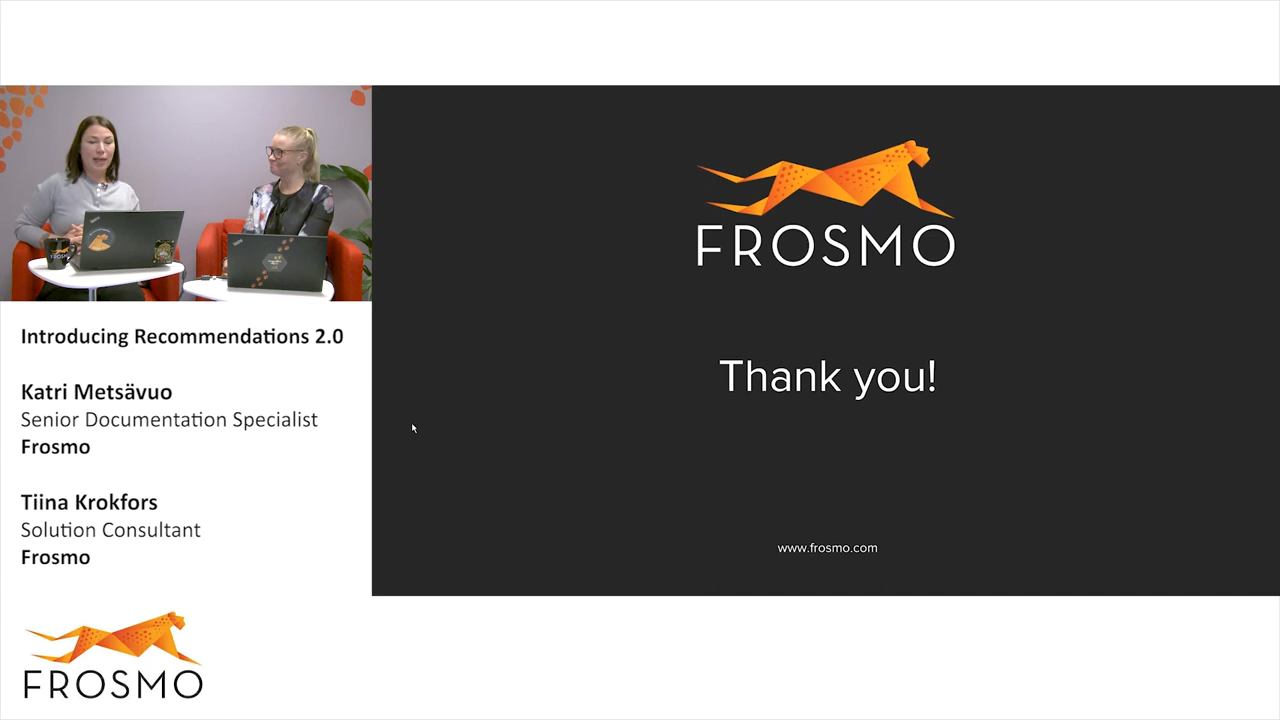 Introducing Recommendations 2.0
Katri Metsävuo
Senior Documentation Specialist
Frosmo
Tiina Krokfors
Solution Consultant
Frosmo
FROSMO
FROSMO
Thank you!
www.frosmo.com